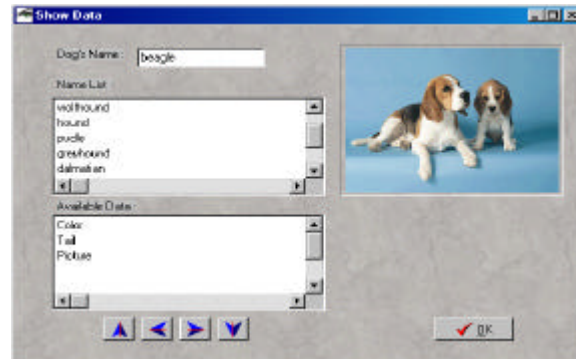 Show Data
Dog's Name: beagle
Name List
wolfhound
hound
pudle
greyhound
dalmatian
Available Data
Color
Tail
Picture
OK